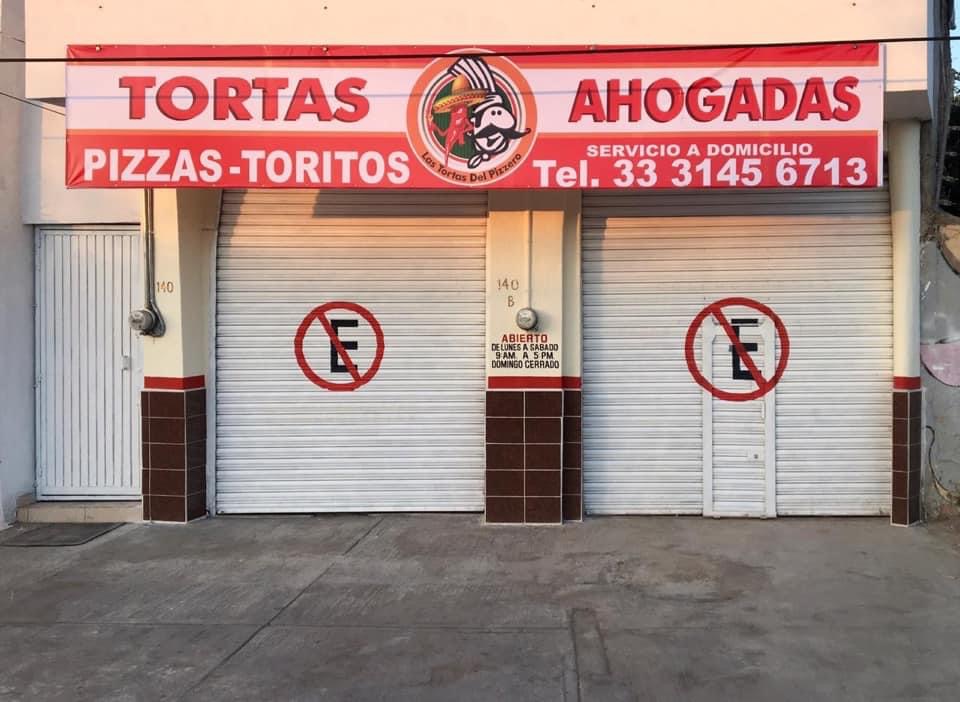 TORTAS AHOGADAS
Las Tortas Del Pizzero
PIZZAS - TORITOS
SERVICIO A DOMICILIO
Tel. 33 3145 6713
140
140
B
ABIERTO
DE LUNES A SABADO
9 AM. A 5 PM.
DOMINGO CERRADO
E
E